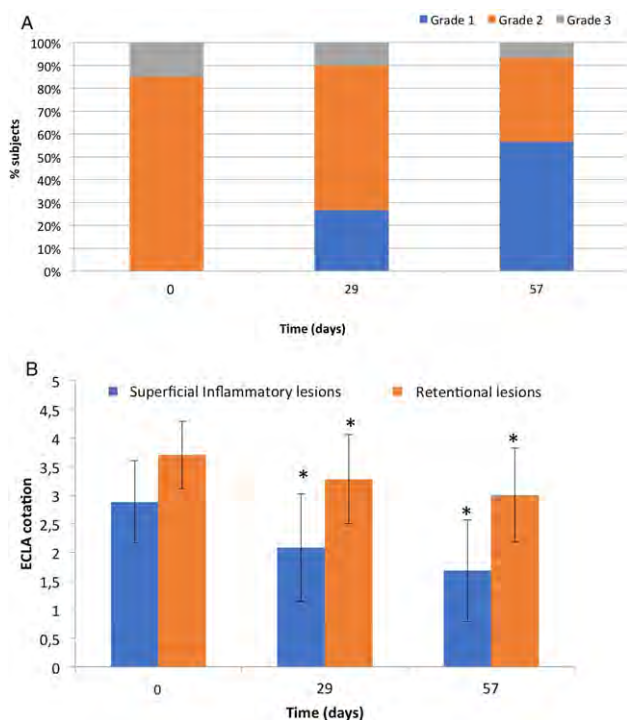 A
Grade 1 Grade 2 Grade 3
100%
90%
80%
70%
60%
50%
40%
30%
20%
10%
0%
% subjects
0 29 57
Time (days)
B
Superficial Inflammatory lesions Retentional lesions
5
4,5
4
3,5
3
2,5
2
1,5
1
0,5
0
ECLA cotation
* * * *
0 29 57
Time (days)